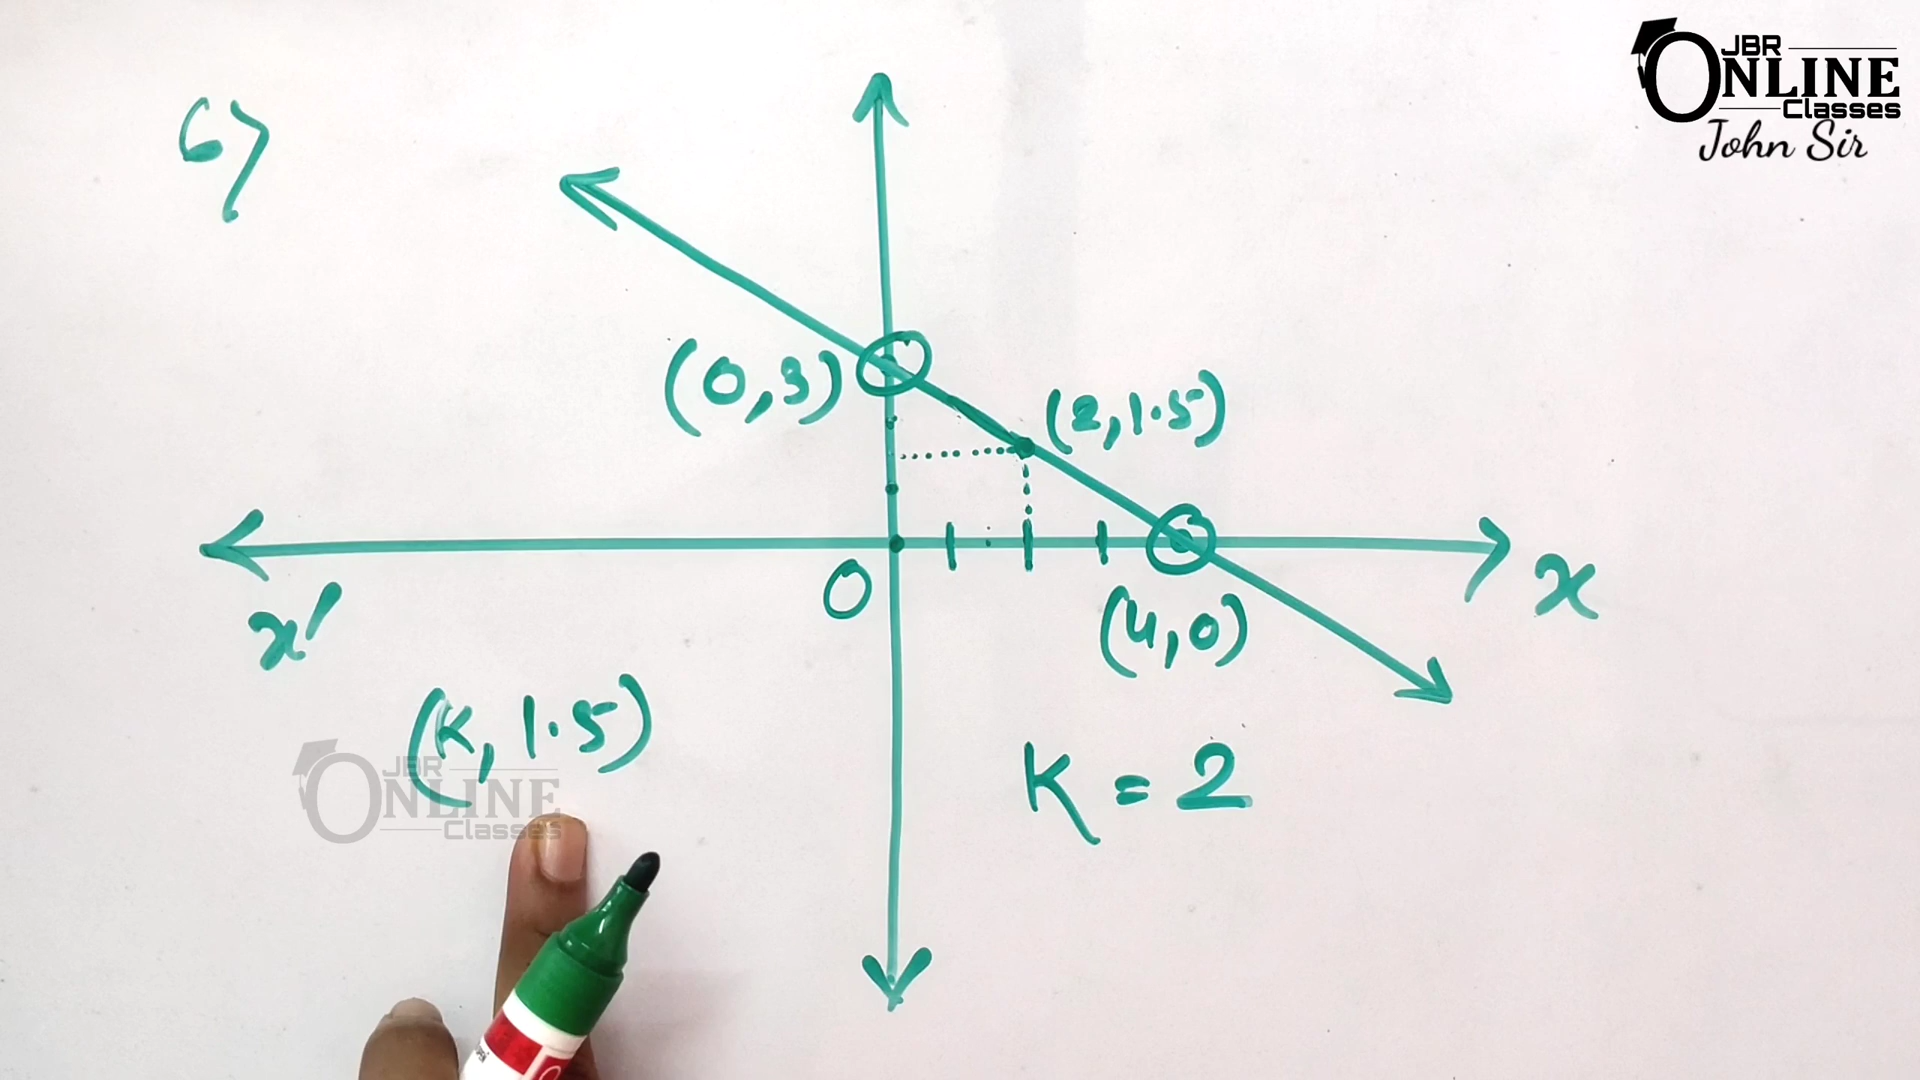 JBR
ONLINE
Classes
John Sir
6)
(0,3)
(2,1.5)
O
x
x'
(4,0)
(K, 1.5)
K = 2
JBR
ONLINE
Classes